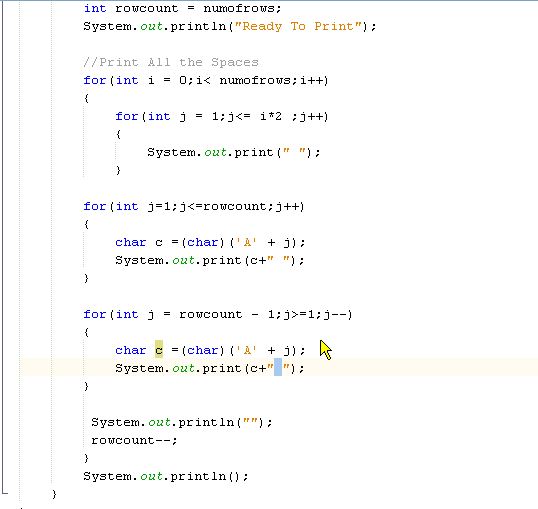 int rowcount = numofrows;
System.out.println("Ready To Print");
//Print All the Spaces
for(int i = 0;i< numofrows;i++)
{
for(int j = 1;j<= i*2 ;j++)
{
System.out.print(" ");
}
for(int j=1;j<=rowcount;j++)
{
char c =(char)('A' + j);
System.out.print(c+" ");
}
for(int j = rowcount - 1;j>=1;j--)
{
char c =(char)('A' + j);
System.out.print(c+" ");
}
System.out.println("");
rowcount--;
}
System.out.println();
}